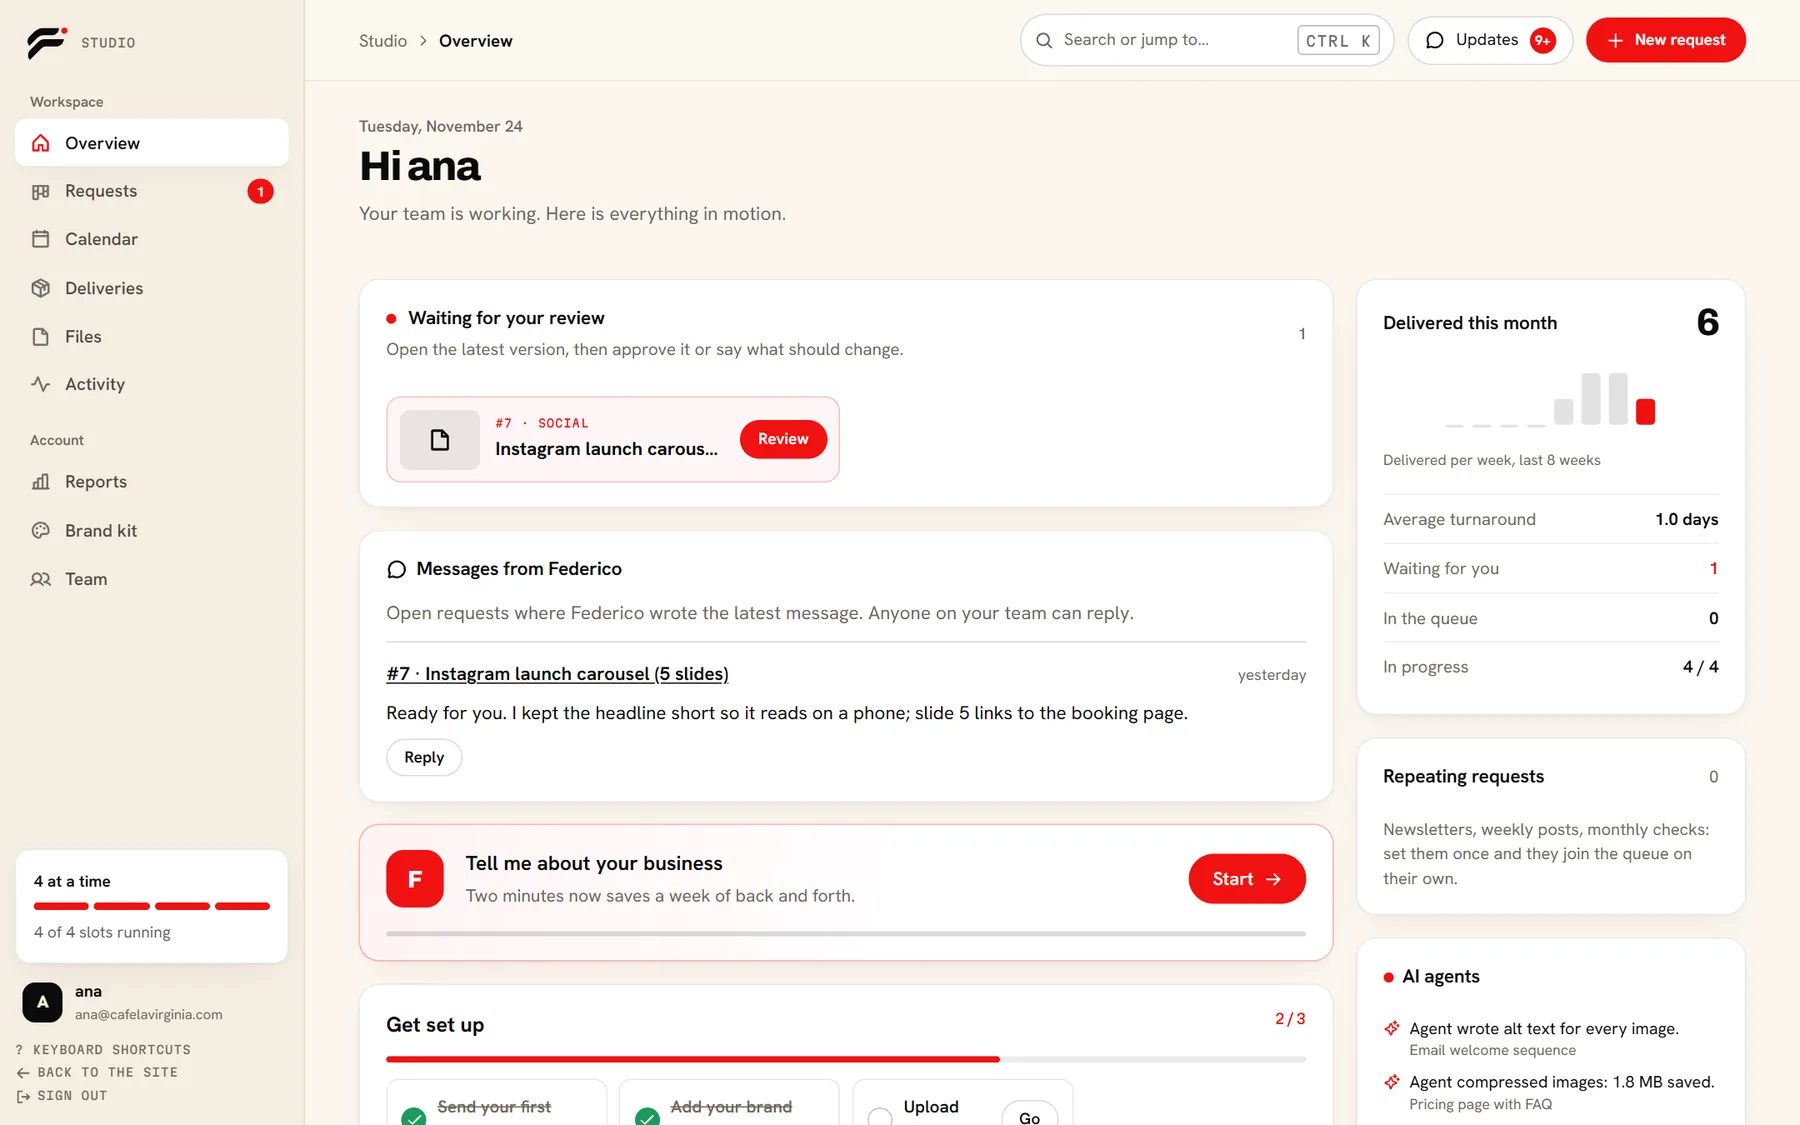 STUDIO
Workspace
Overview
Requests
1
Calendar
Deliveries
Files
Activity
Account
Reports
Brand kit
Team
4 at a time
4 of 4 slots running
A
ana
ana@cafelavirginia.com
? KEYBOARD SHORTCUTS
← BACK TO THE SITE
SIGN OUT
Studio > Overview
Search or jump to...
CTRL K
Updates
9+
+ New request
Tuesday, November 24
Hi ana
Your team is working. Here is everything in motion.
Waiting for your review
Open the latest version, then approve it or say what should change.
1
#7 · SOCIAL
Instagram launch carous...
Review
Messages from Federico
Open requests where Federico wrote the latest message. Anyone on your team can reply.
#7 · Instagram launch carousel (5 slides)
yesterday
Ready for you. I kept the headline short so it reads on a phone; slide 5 links to the booking page.
Reply
F
Tell me about your business
Two minutes now saves a week of back and forth.
Start →
Get set up
2/3
Send your first
Add your brand
Upload
Go
Delivered this month
6
Delivered per week, last 8 weeks
Average turnaround
1.0 days
Waiting for you
1
In the queue
0
In progress
4 / 4
Repeating requests
0
Newsletters, weekly posts, monthly checks:
set them once and they join the queue on
their own.
AI agents
Agent wrote alt text for every image.
Email welcome sequence
Agent compressed images: 1.8 MB saved.
Pricing page with FAQ